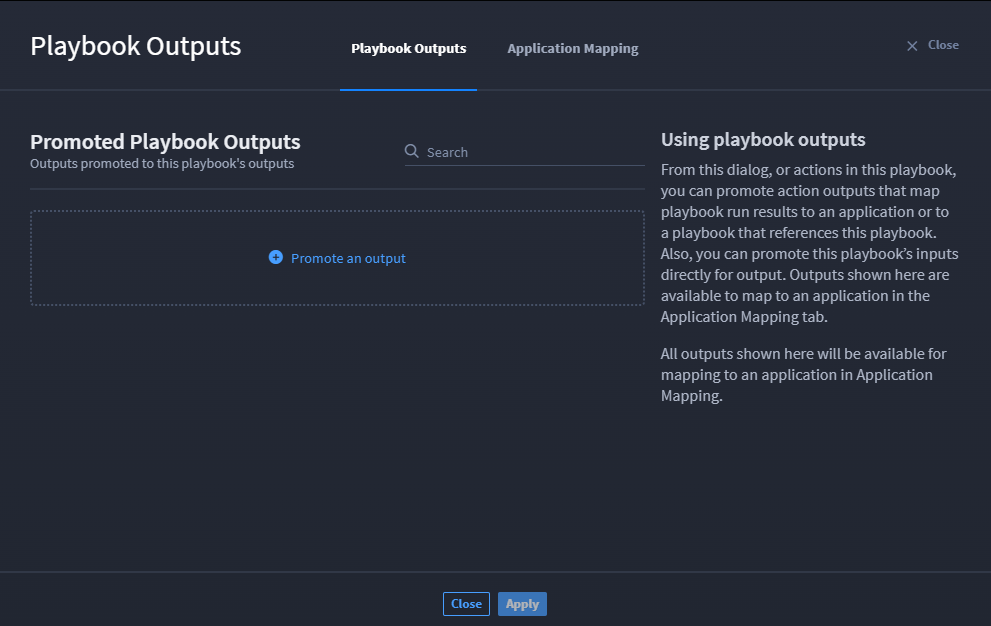 Playbook Outputs
Playbook Outputs
Application Mapping
Close
Promoted Playbook Outputs
Outputs promoted to this playbook's outputs
Search
Promote an output
Using playbook outputs
From this dialog, or actions in this playbook,
you can promote action outputs that map
playbook run results to an application or to
a playbook that references this playbook.
Also, you can promote this playbook’s inputs
directly for output. Outputs shown here are
available to map to an application in the
Application Mapping tab.
All outputs shown here will be available for
mapping to an application in Application
Mapping.
Close
Apply